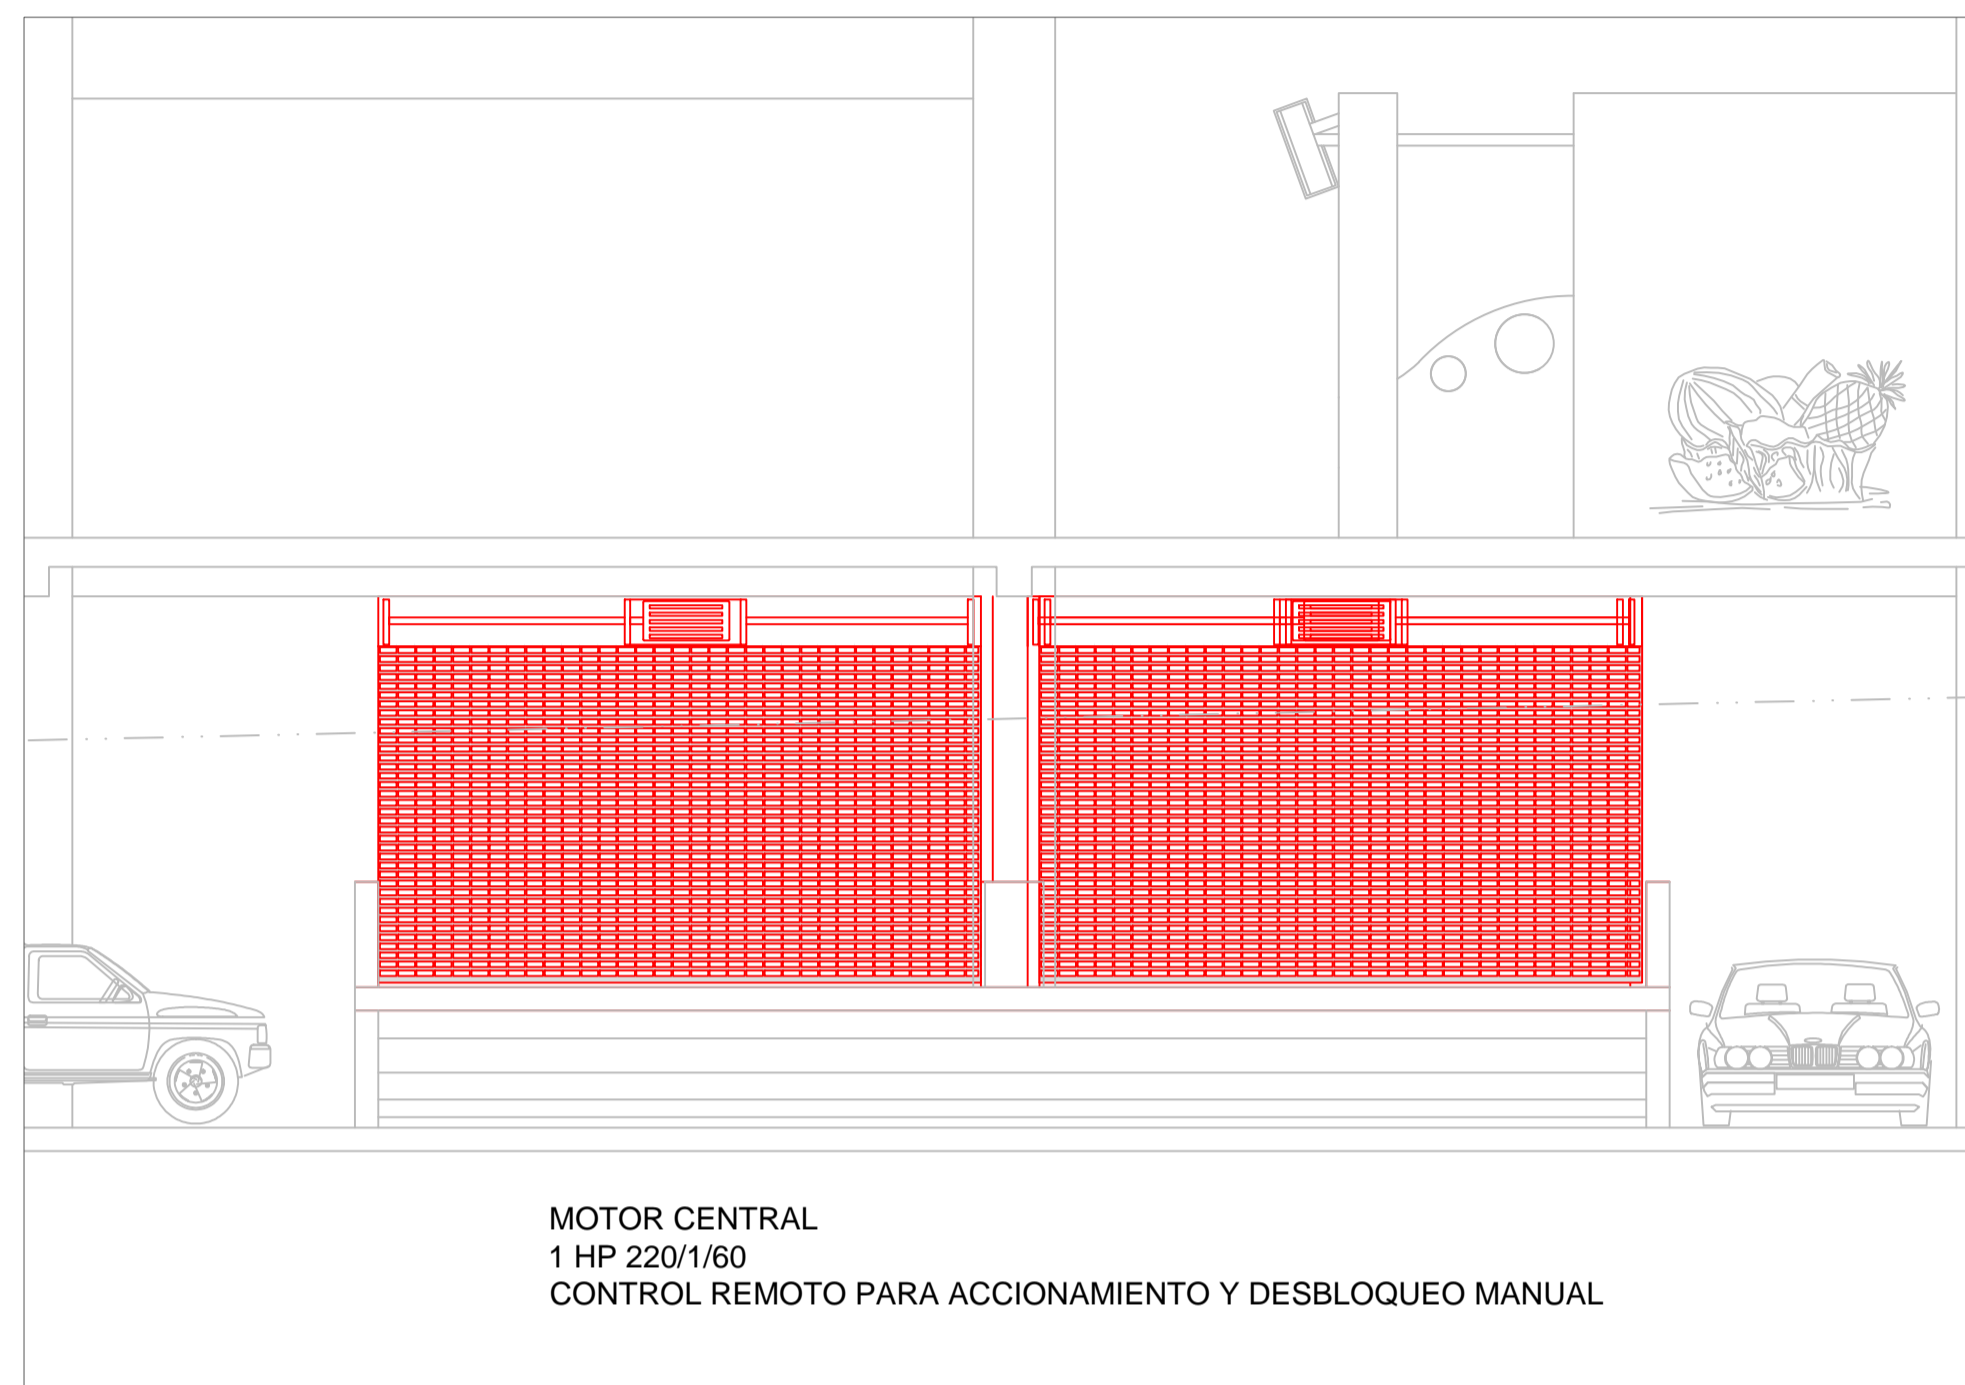 MOTOR CENTRAL
1 HP 220/1/60
CONTROL REMOTO PARA ACCIONAMIENTO Y DESBLOQUEO MANUAL